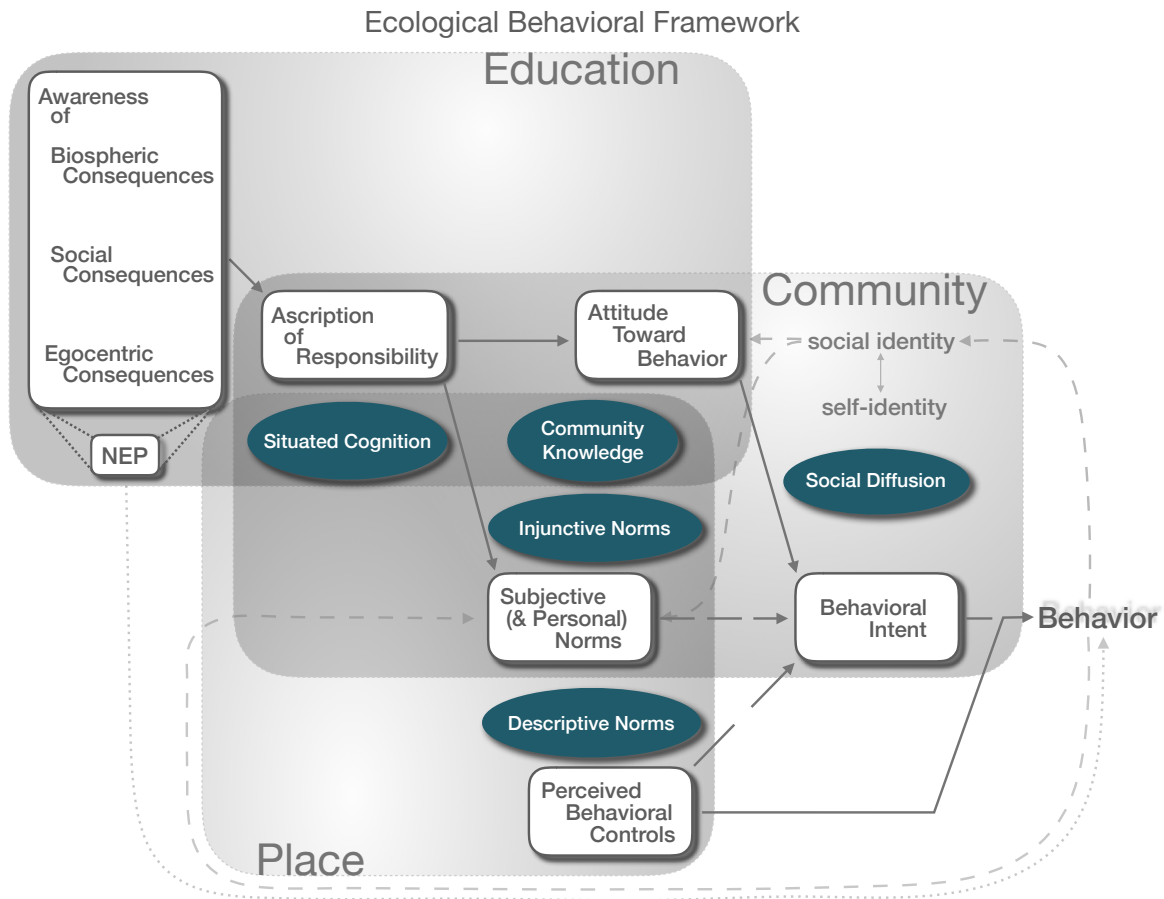 Ecological Behavioral Framework
Education
Awareness
of
Biospheric
Consequences
Social
Consequences
Egocentric
Consequences
NEP
Community
Ascription
of
Responsibility
Attitude
Toward
Behavior
social identity
self-identity
Situated Cognition
Community
Knowledge
Social Diffusion
Injunctive Norms
Subjective
(& Personal)
Norms
Behavioral
Intent
Behavior
Descriptive Norms
Perceived
Behavioral
Controls
Place